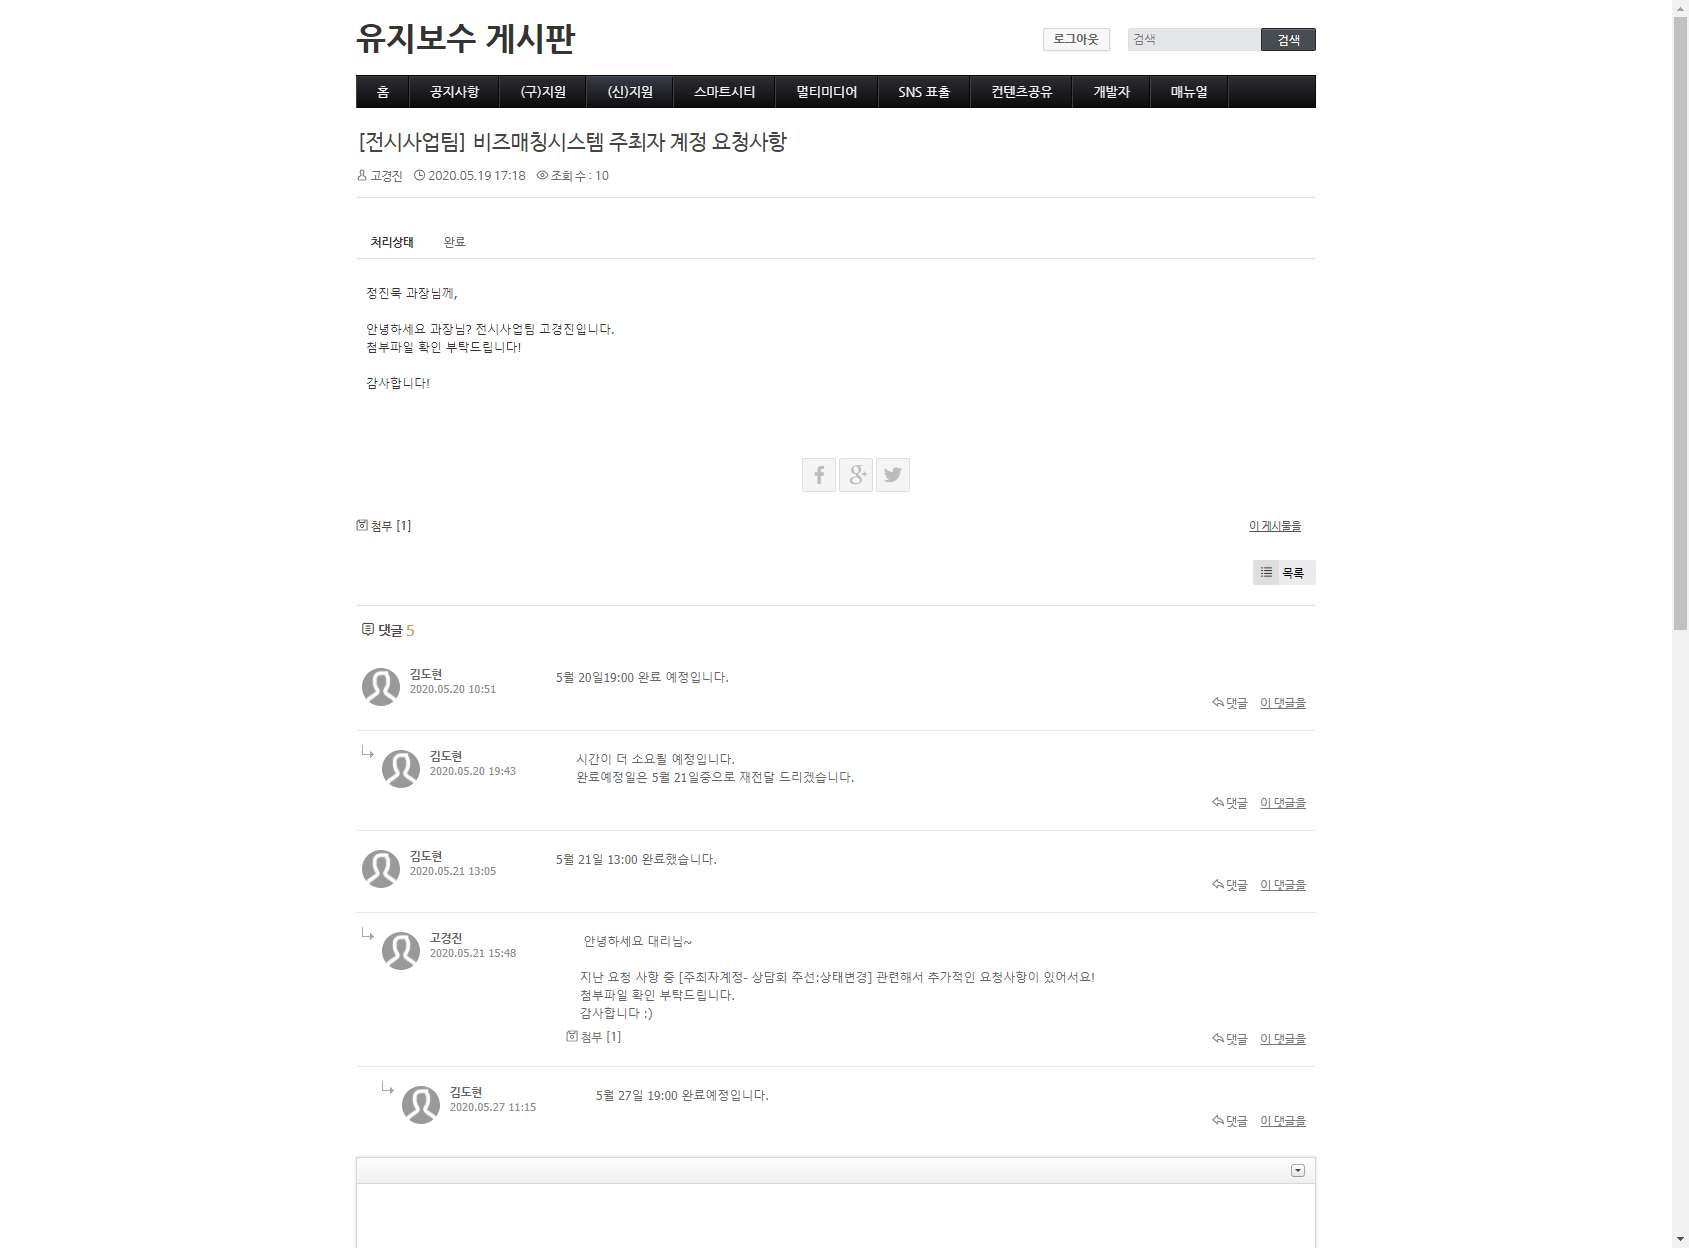 유지보수 게시판
로그아웃 검색 검색
홈 공지사항 (구)지원 (신)지원 스마트시티 멀티미디어 SNS 표출 컨텐츠공유 개발자 매뉴얼
[전시사업팀] 비즈매칭시스템 주최자 계정 요청사항
고경진 2020.05.19 17:18 조회 수 : 10
처리상태 완료
정진묵 과장님께,
안녕하세요 과장님? 전시사업팀 고경진입니다.
첨부파일 확인 부탁드립니다!
감사합니다!
첨부 [1] 이 게시물을
목록
댓글 5
김도현
2020.05.20 10:51
5월 20일19:00 완료 예정입니다.
댓글 이 댓글을
김도현
2020.05.20 19:43
시간이 더 소요될 예정입니다.
완료예정일은 5월 21일중으로 재전달 드리겠습니다.
댓글 이 댓글을
김도현
2020.05.21 13:05
5월 21일 13:00 완료했습니다.
댓글 이 댓글을
고경진
2020.05.21 15:48
안녕하세요 대리님~
지난 요청 사항 중 [주최자계정- 상담회 주선:상태변경] 관련해서 추가적인 요청사항이 있어서요!
첨부파일 확인 부탁드립니다.
감사합니다 :)
첨부 [1]
댓글 이 댓글을
김도현
2020.05.27 11:15
5월 27일 19:00 완료예정입니다.
댓글 이 댓글을